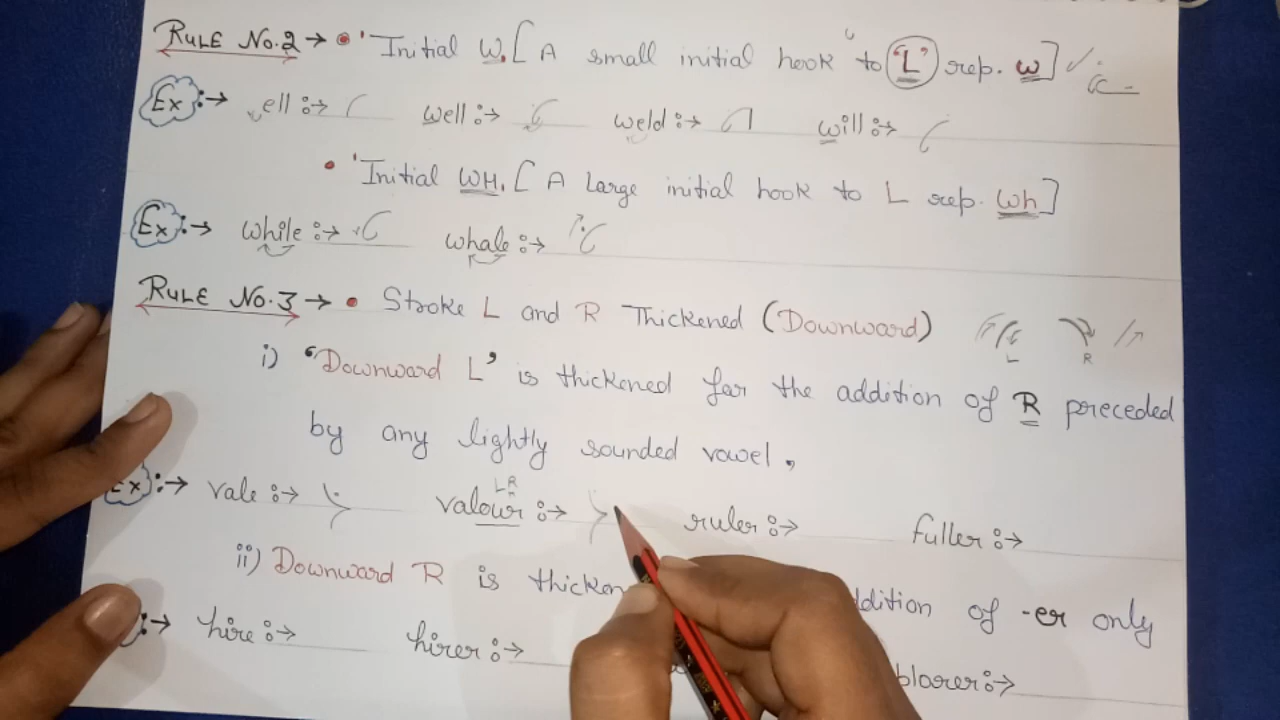 RULE No.2 → • 'Initial W. [ A small initial hook to 'L' rep. w ]
Ex :→ ell :→ well :→ weld :→ will :→
• 'Initial WH. [ A Large initial hook to L rep. wh ]
Ex :→ while :→ whale :→
RULE No.3 → • Stroke L and R Thickened (Downward)
L R
i) 'Downward L' is thickened for the addition of R preceded
by any lightly sounded vowel.
LR
Ex :→ vale :→ valour :→ ruler :→ fuller :→
ii) Downward R is thicken ddition of -er only
:→ hire :→ hirer :→ blorer :→